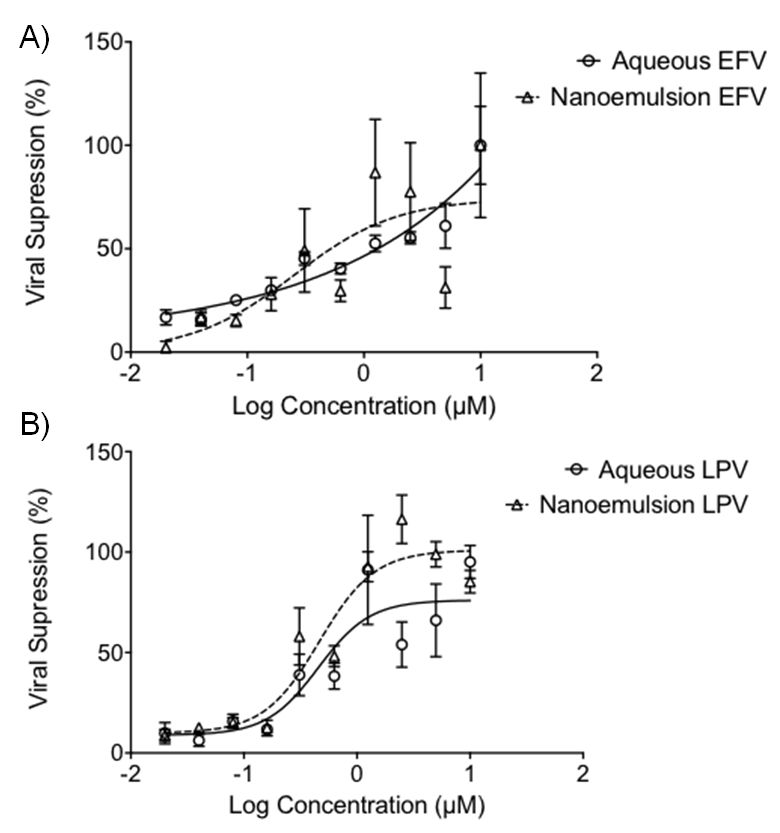 A)
Aqueous EFV
Nanoemulsion EFV
Viral Supression (%)
150
100
50
0
-2
-1
0
1
2
Log Concentration (µM)
B)
Aqueous LPV
Nanoemulsion LPV
Viral Supression (%)
150
100
50
0
-2
-1
0
1
2
Log Concentration (µM)